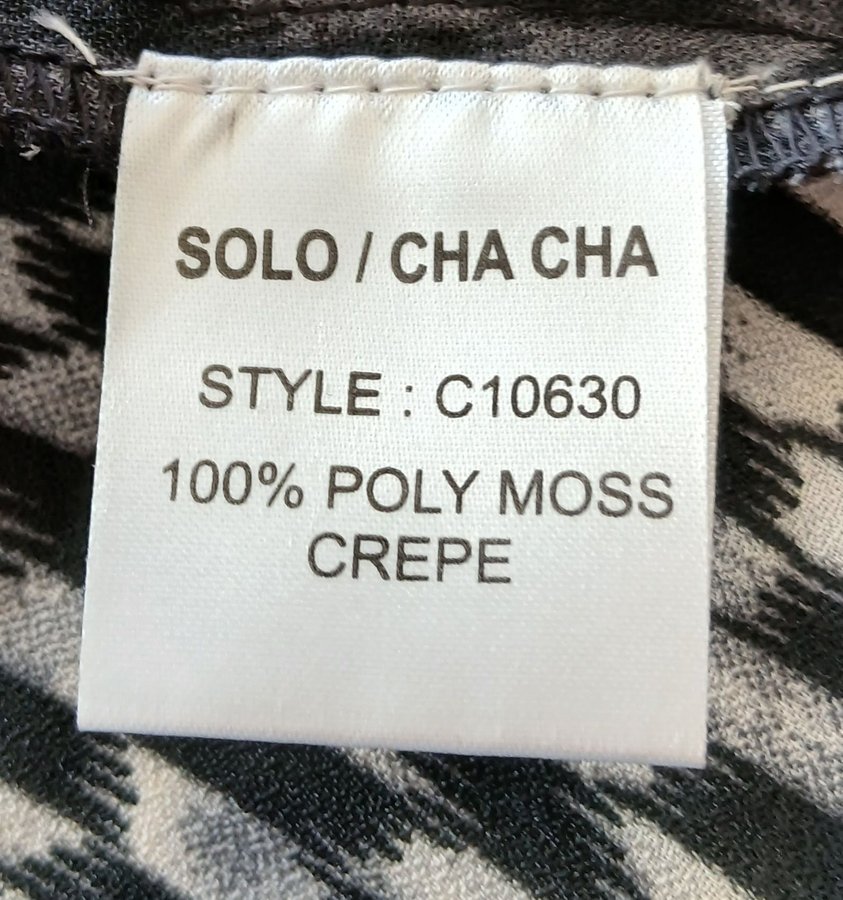 SOLO / CHA CHA
STYLE : C10630
100% POLY MOSS
CREPE